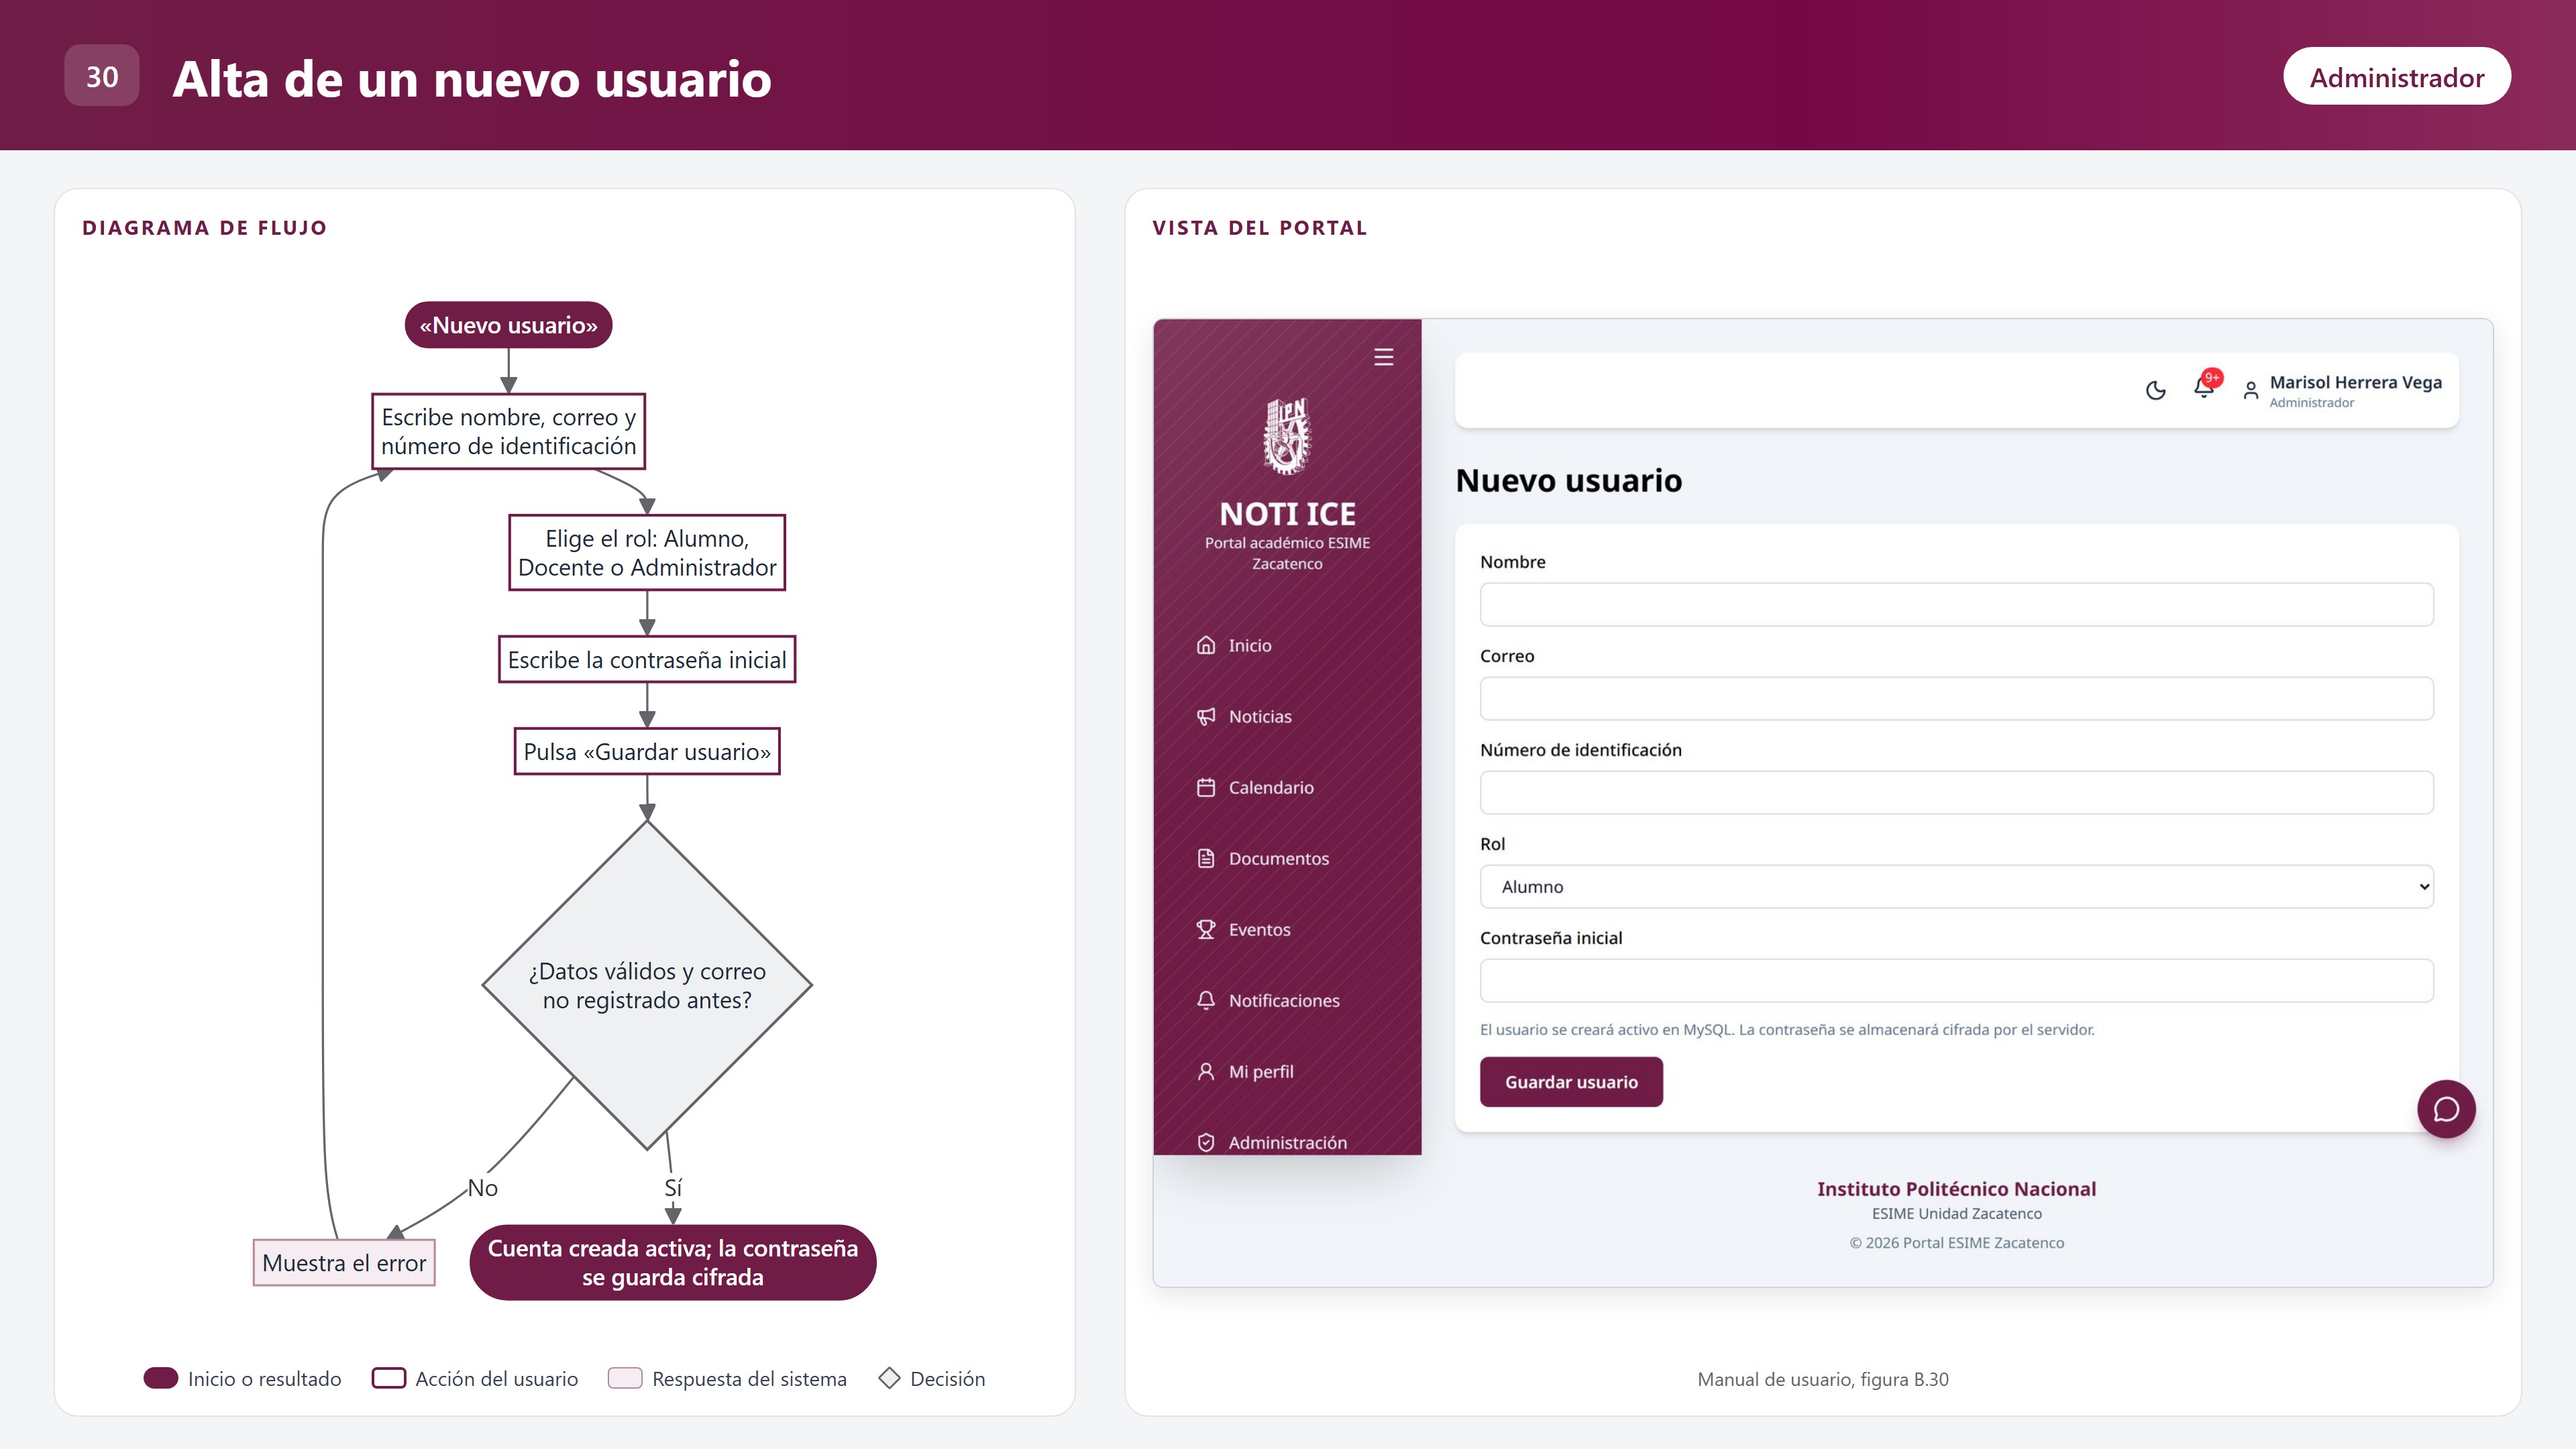 30
Alta de un nuevo usuario
Administrador
DIAGRAMA DE FLUJO
«Nuevo usuario»
Escribe nombre, correo y
número de identificación
Elige el rol: Alumno,
Docente o Administrador
Escribe la contraseña inicial
Pulsa «Guardar usuario»
¿Datos válidos y correo
no registrado antes?
No
Sí
Muestra el error
Cuenta creada activa; la contraseña
se guarda cifrada
Inicio o resultado
Acción del usuario
Respuesta del sistema
Decisión
VISTA DEL PORTAL
IPN
NOTI ICE
Portal académico ESIME
Zacatenco
Inicio
Noticias
Calendario
Documentos
Eventos
Notificaciones
Mi perfil
Administración
9+
Marisol Herrera Vega
Administrador
Nuevo usuario
Nombre
Correo
Número de identificación
Rol
Alumno
Contraseña inicial
El usuario se creará activo en MySQL. La contraseña se almacenará cifrada por el servidor.
Guardar usuario
Instituto Politécnico Nacional
ESIME Unidad Zacatenco
© 2026 Portal ESIME Zacatenco
Manual de usuario, figura B.30